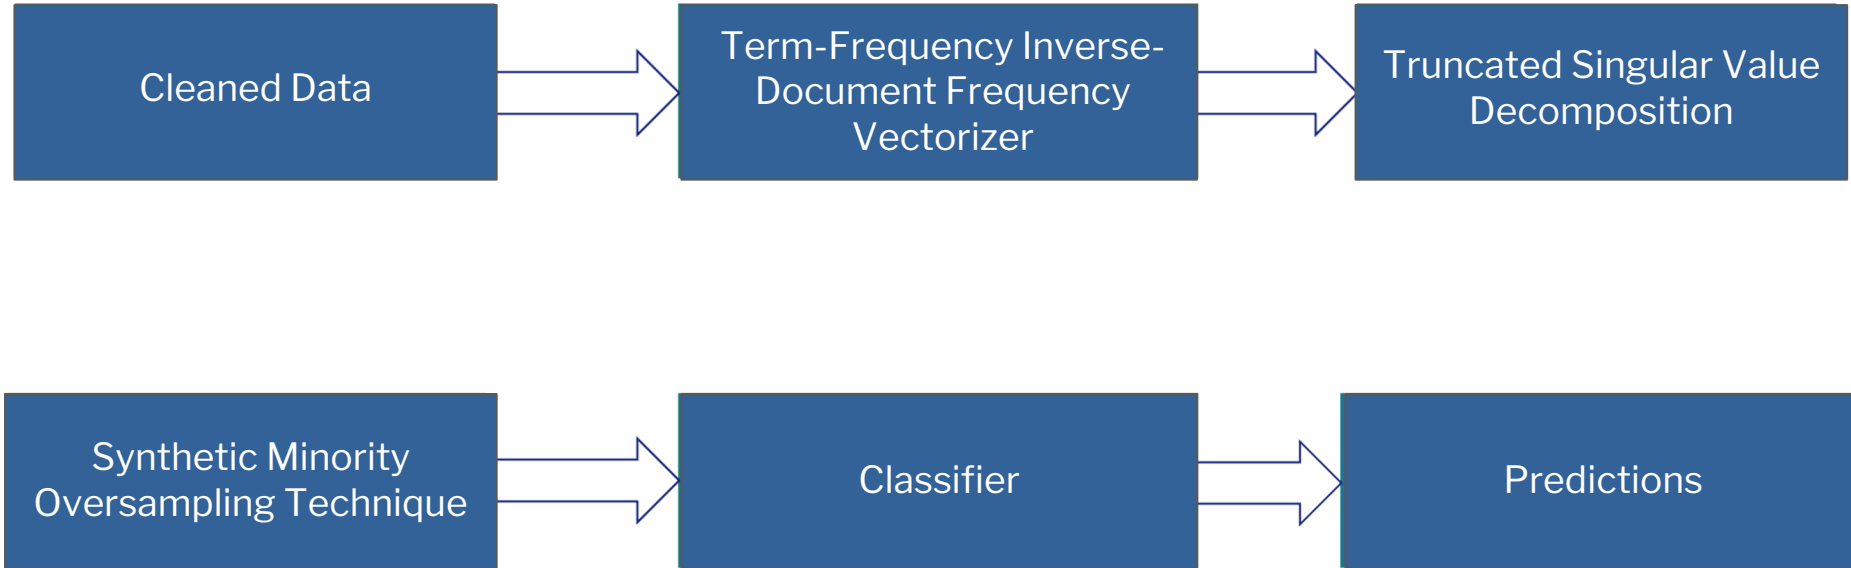 Cleaned Data
Term-Frequency Inverse-
Document Frequency
Vectorizer
Truncated Singular Value
Decomposition
Synthetic Minority
Oversampling Technique
Classifier
Predictions